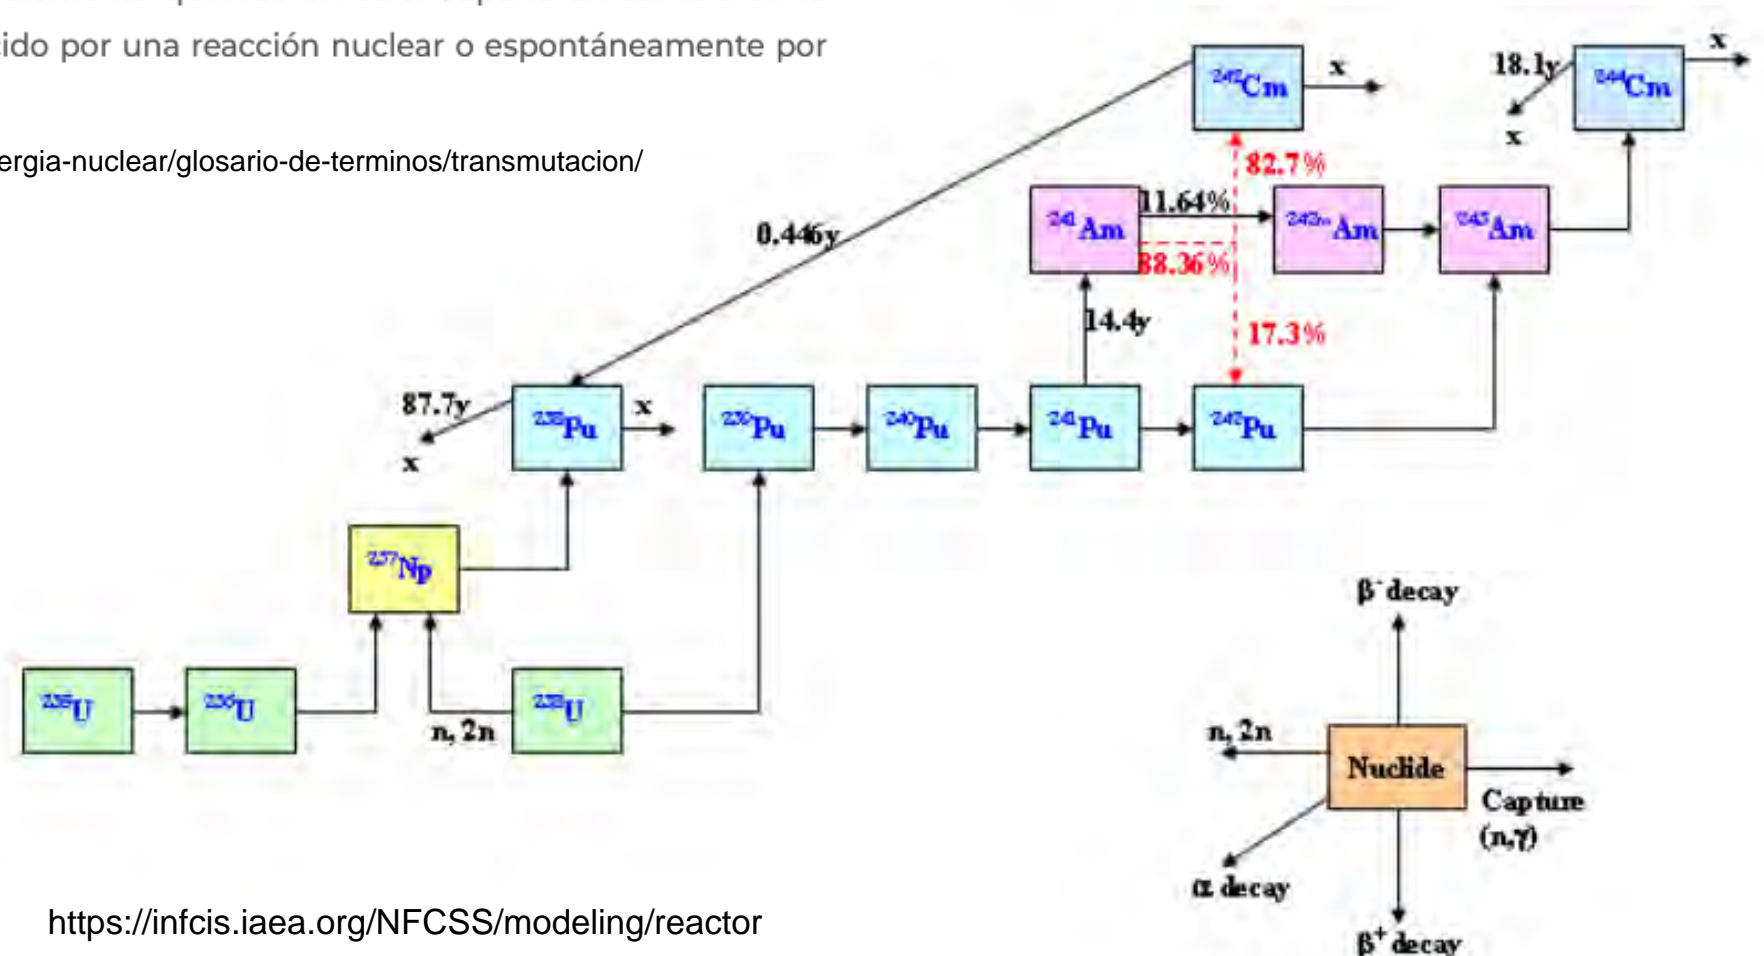 cido por una reacción nuclear o espontáneamente por
ergia-nuclear/glosario-de-terminos/transmutacion/
242Cm
x
18.1y
x
244Cm
x
82.7%
241Am
11.64%
88.36%
242mAm
243Am
0.446y
14.4y
17.3%
87.7y
x
238Pu
x
239Pu
240Pu
241Pu
242Pu
237Np
235U
236U
n, 2n
238U
β- decay
n, 2n
Nuclide
Capture
(n,γ)
α decay
β+ decay
https://infcis.iaea.org/NFCSS/modeling/reactor